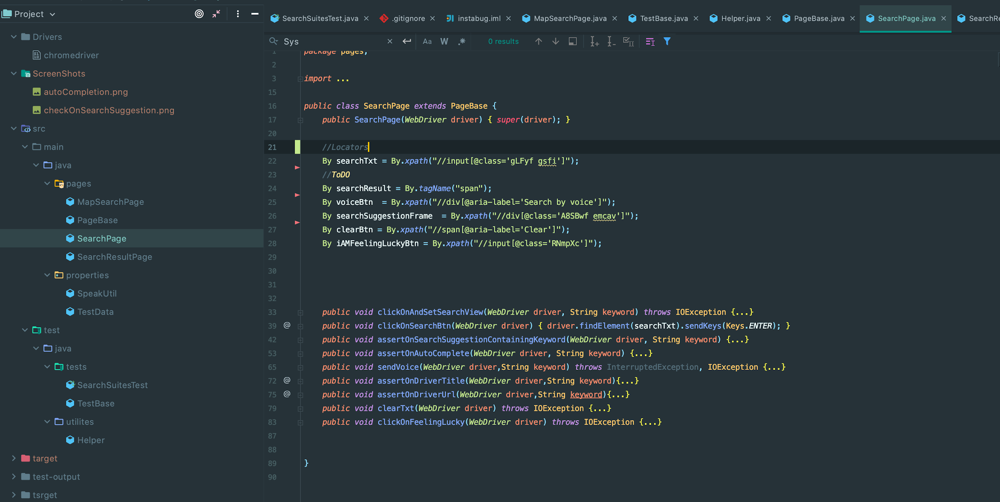 Project
Drivers
chromedriver
ScreenShots
autoCompletion.png
checkOnSearchSuggestion.png
src
main
java
pages
MapSearchPage
PageBase
SearchPage
SearchResultPage
properties
SpeakUtil
TestData
test
java
tests
SearchSuitesTest
TestBase
utilites
Helper
target
test-output
tsrget
SearchSuitesTest.java .gitignore instabug.iml MapSearchPage.java TestBase.java Helper.java PageBase.java SearchPage.java
Sys Aa W .* 0 results
1 package pages;
2
3 import ...
15
16 public class SearchPage extends PageBase {
17 public SearchPage(WebDriver driver) { super(driver); }
20
21 //Locators
22 By searchTxt = By.xpath("//input[@class='gLFyf gsfi']");
23 //ToDO
24 By searchResult = By.tagName("span");
25 By voiceBtn  = By.xpath("//div[@aria-label='Search by voice']");
26 By searchSuggestionFrame  = By.xpath("//div[@class='A8SBwf emcav']");
27 By clearBtn = By.xpath("//span[@aria-label='Clear']");
28 By iAMFeelingLuckyBtn = By.xpath("//input[@class='RNmpXc']");
29
30
31
32
33 public void clickOnAndSetSearchView(WebDriver driver, String keyword) throws IOException {...}
39 @ public void clickOnSearchBtn(WebDriver driver) { driver.findElement(searchTxt).sendKeys(Keys.ENTER); }
42 public void assertOnSearchSuggestionContainingKeyword(WebDriver driver, String keyword) {...}
53 public void assertOnAutoComplete(WebDriver driver, String keyword) {...}
65 public void sendVoice(WebDriver driver,String keyword) throws InterruptedException, IOException {...}
72 @ public void assertOnDriverTitle(WebDriver driver,String keyword){...}
75 @ public void assertOnDriverUrl(WebDriver driver,String keyword){...}
79 public void clearTxt(WebDriver driver) throws IOException {...}
83 public void clickOnFeelingLucky(WebDriver driver) throws IOException {...}
87
88
89 }
90